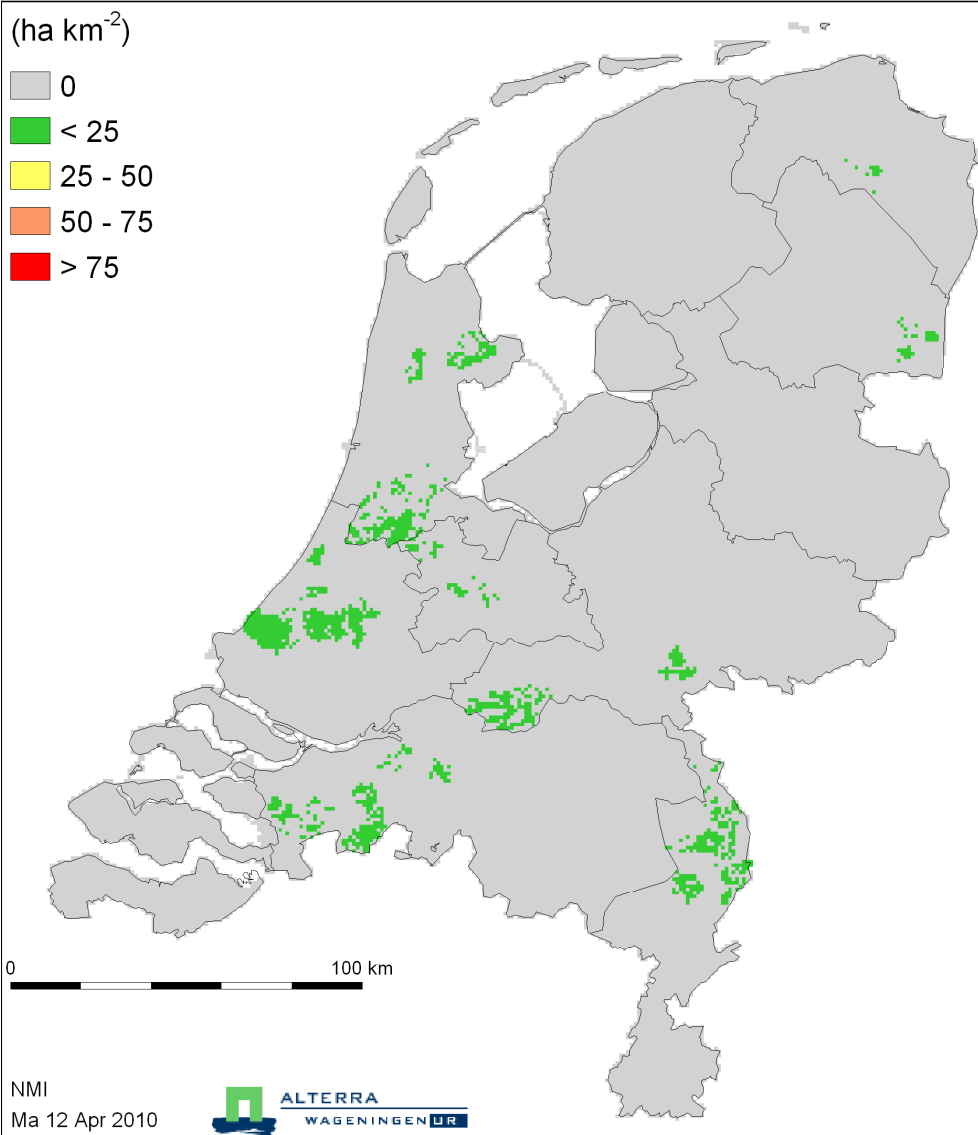 (ha km⁻²)
0
< 25
25 - 50
50 - 75
> 75
0 100 km
NMI
Ma 12 Apr 2010
ALTERRA
WAGENINGEN UR